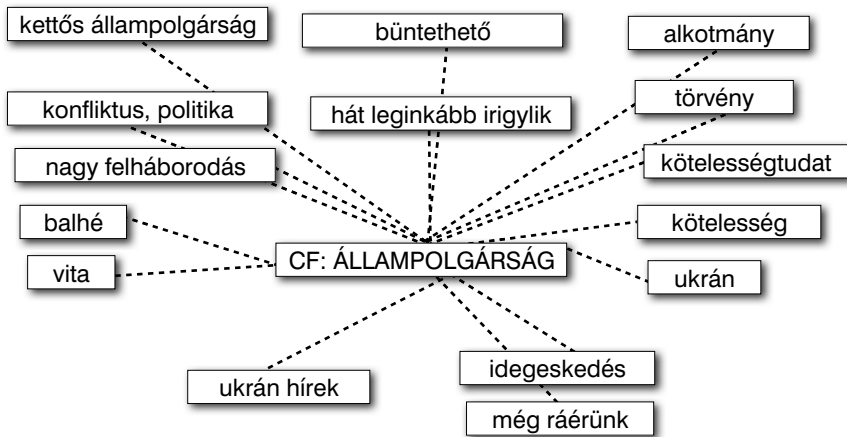 kettős állampolgárság
büntethető
alkotmány
konfliktus, politika
hát leginkább irigylik
törvény
nagy felháborodás
kötelességtudat
balhé
kötelesség
CF: ÁLLAMPOLGÁRSÁG
vita
ukrán
ukrán hírek
idegeskedés
még ráérünk